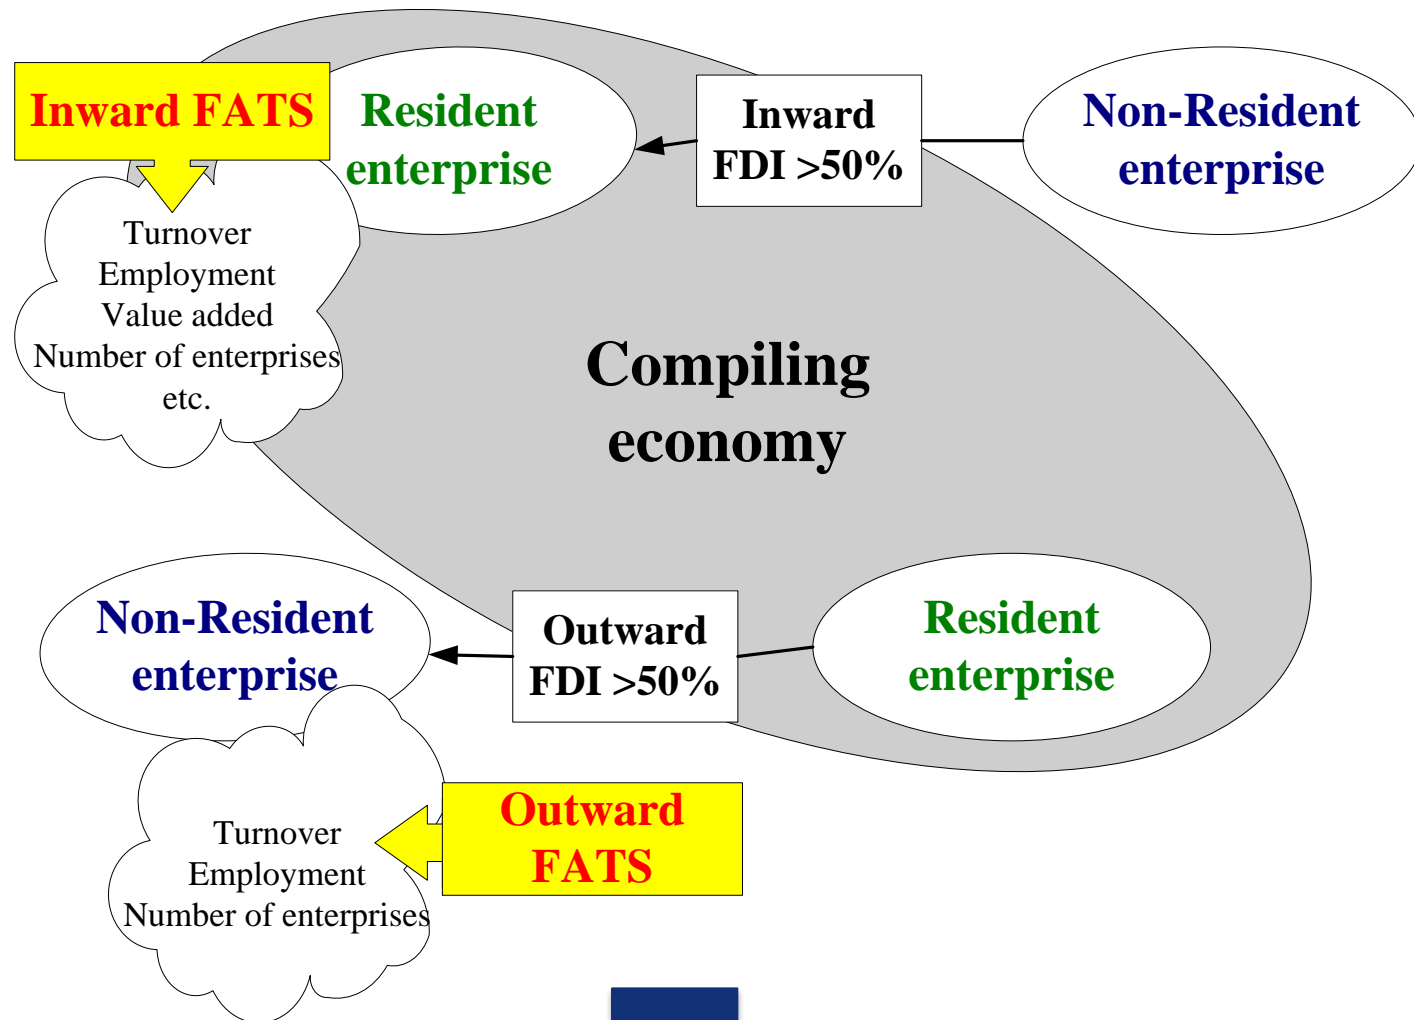 Inward FATS
Resident
enterprise
Inward
FDI >50%
Non-Resident
enterprise
Turnover
Employment
Value added
Number of enterprises
etc.
Compiling
economy
Non-Resident
enterprise
Outward
FDI >50%
Resident
enterprise
Turnover
Employment
Number of enterprises
Outward
FATS